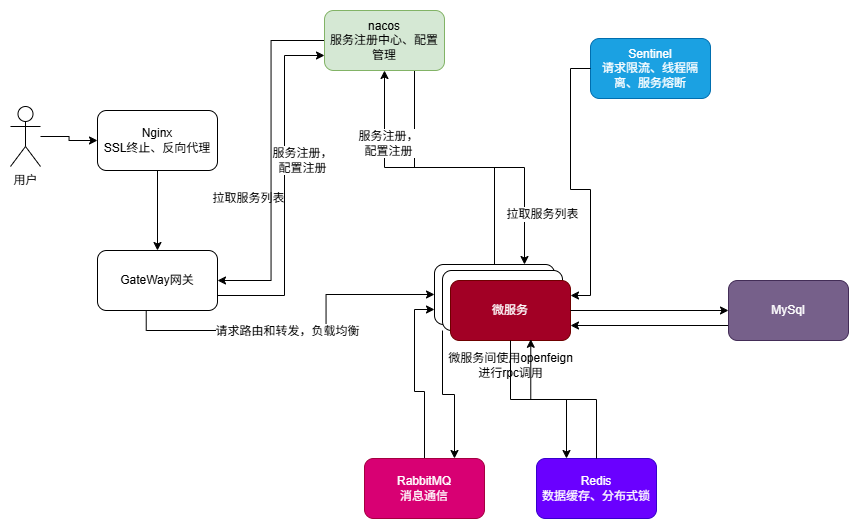 nacos
服务注册中心、配置
管理
Sentinel
请求限流、线程隔
离、服务熔断
Nginx
SSL终止、反向代理
用户
服务注册，
配置注册
服务注册，
配置注册
拉取服务列表
拉取服务列表
GateWay网关
微服务
MySql
请求路由和转发，负载均衡
微服务间使用openfeign
进行rpc调用
RabbitMQ
消息通信
Redis
数据缓存、分布式锁